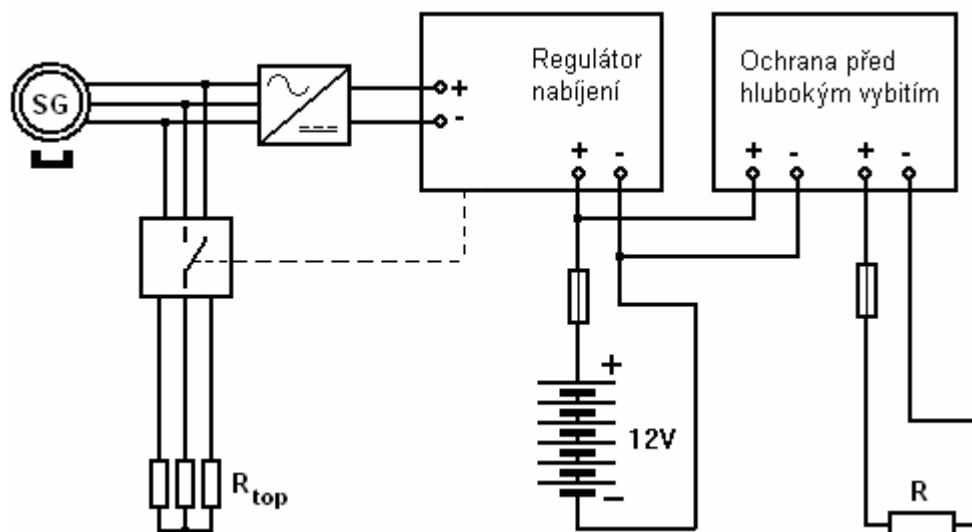 SG
+
-
Regulátor
nabíjení
+ -
Ochrana před
hlubokým vybitím
+ - + -
+
12V
-
R top
R